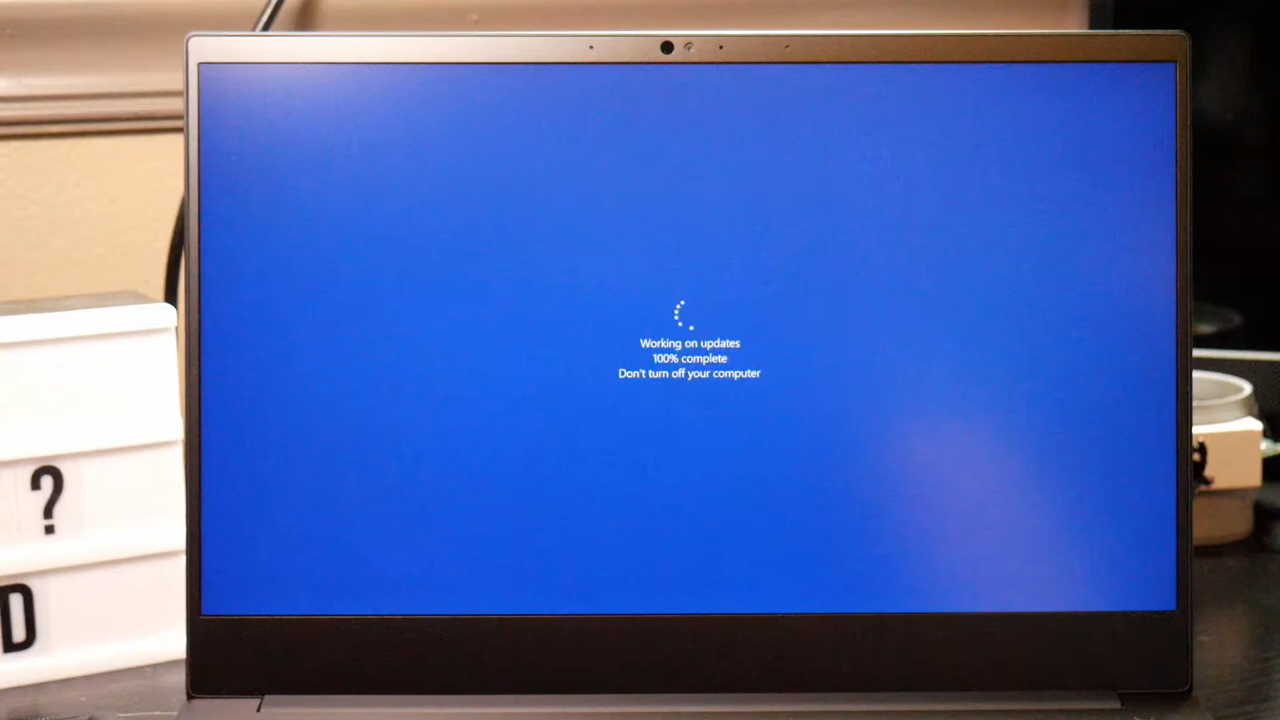 Working on updates
100% complete
Don't turn off your computer
?
D